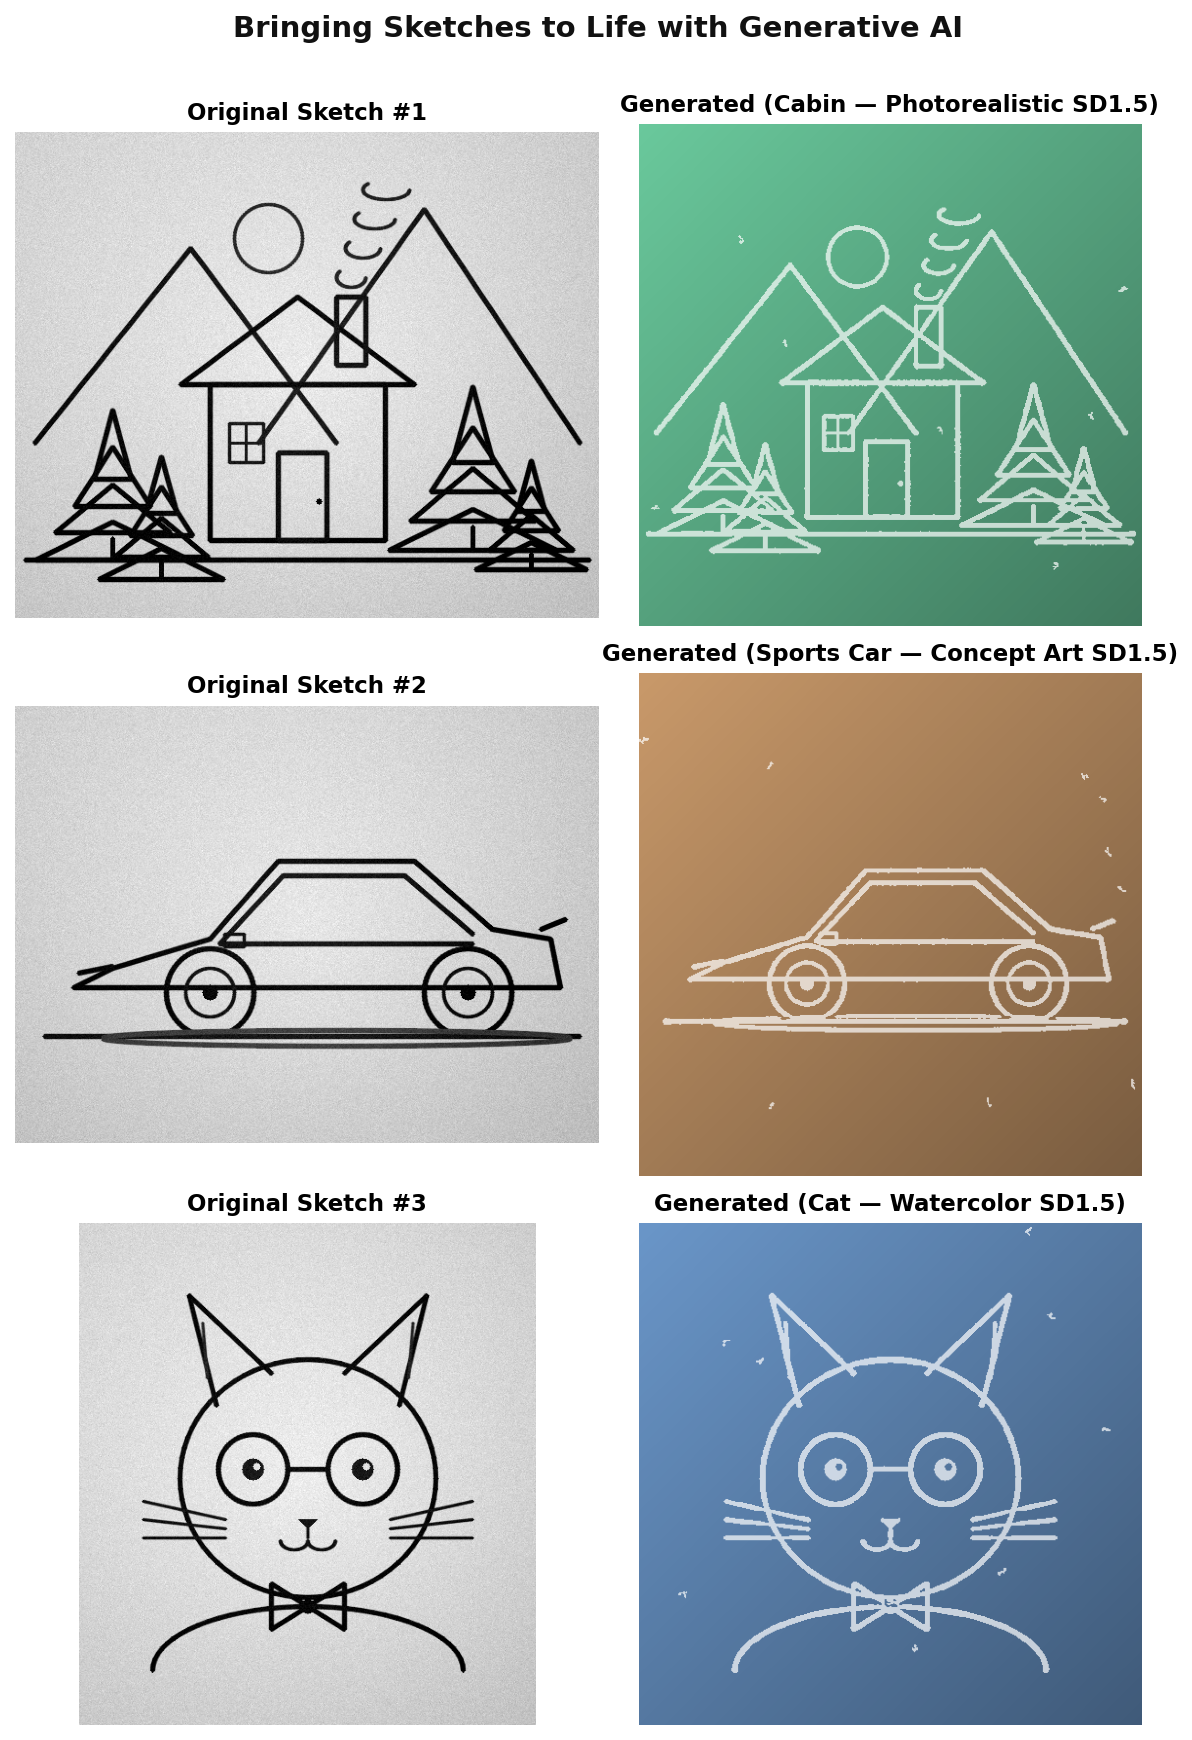 Bringing Sketches to Life with Generative AI
Original Sketch #1
Generated (Cabin — Photorealistic SD1.5)
Original Sketch #2
Generated (Sports Car — Concept Art SD1.5)
Original Sketch #3
Generated (Cat — Watercolor SD1.5)